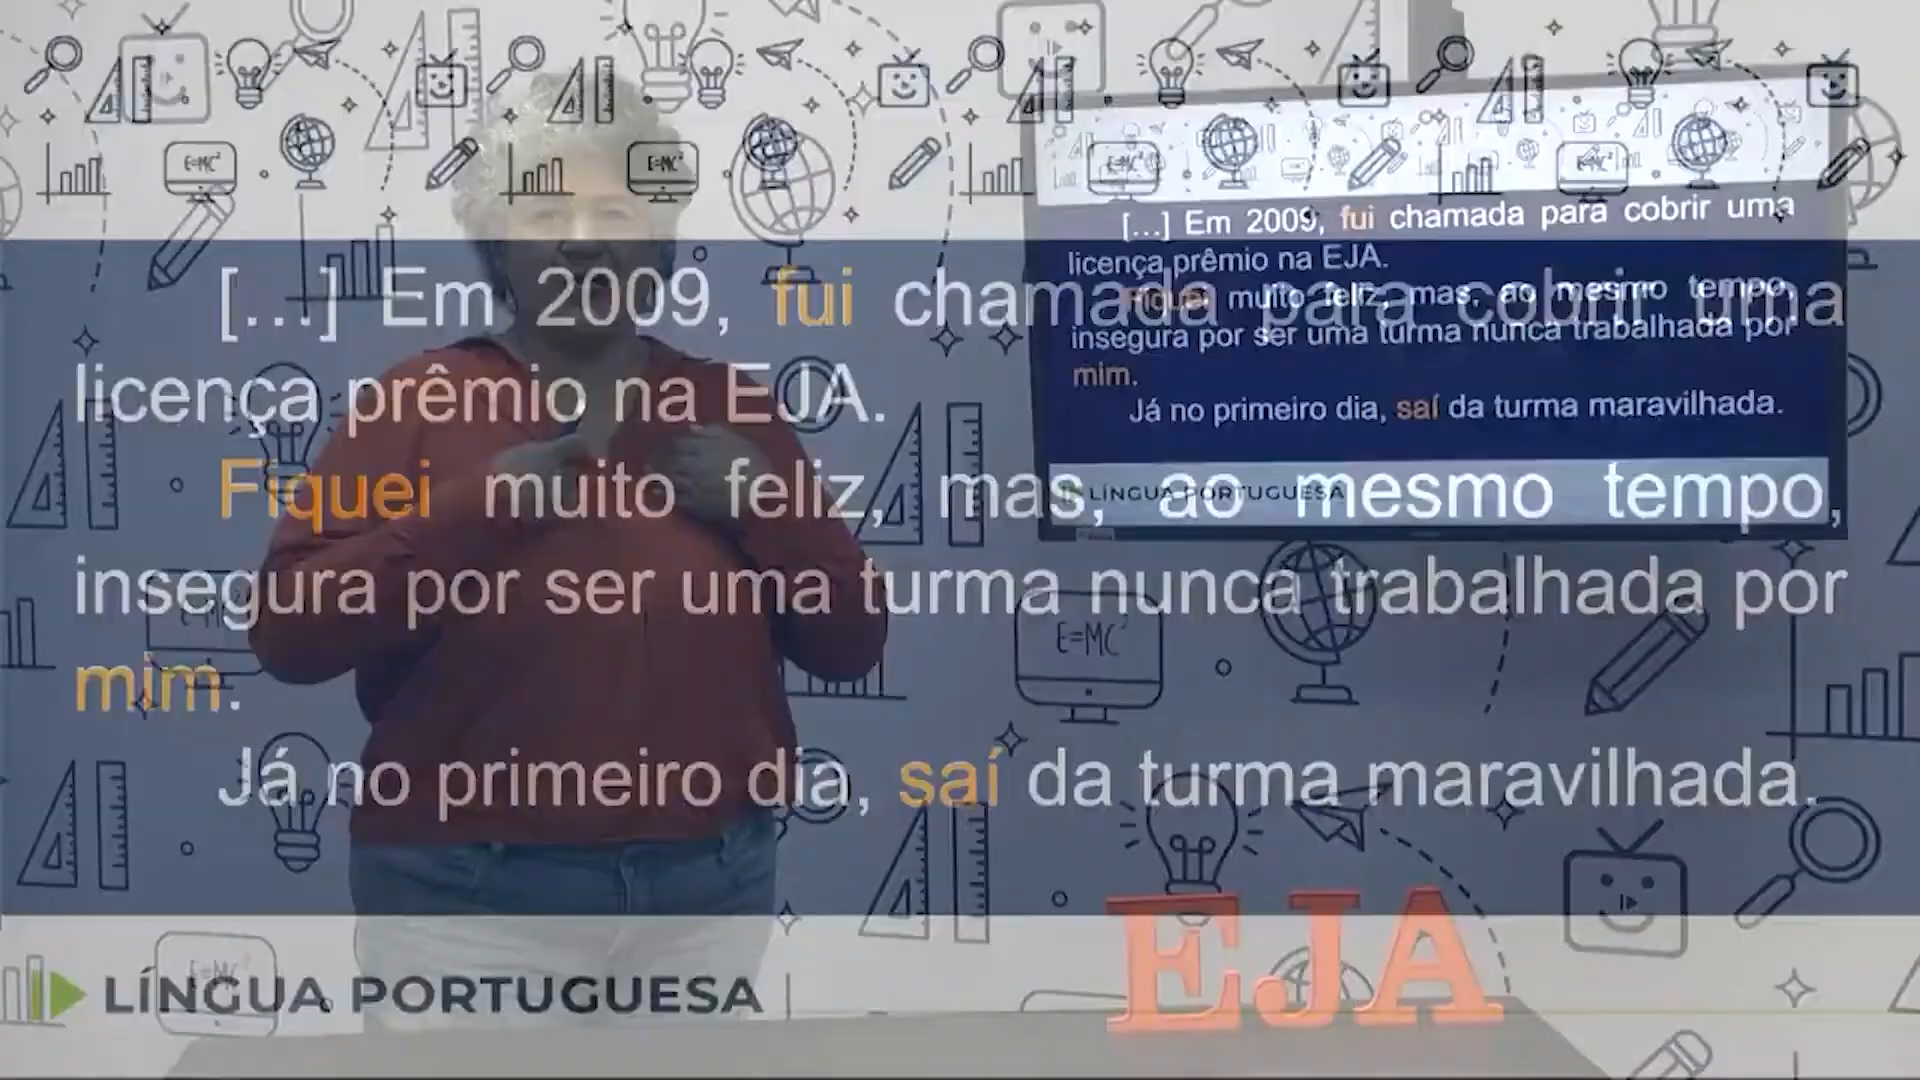 [...] Em 2009, fui chamada para cobrir uma
licença prêmio na EJA.
Fiquei muito feliz, mas, ao mesmo tempo,
insegura por ser uma turma nunca trabalhada por
mim.
Já no primeiro dia, saí da turma maravilhada.
LÍNGUA PORTUGUESA
[...] Em 2009, fui chamada para cobrir uma
licença prêmio na EJA.
Fiquei muito feliz, mas, ao mesmo tempo,
insegura por ser uma turma nunca trabalhada por
mim.
Já no primeiro dia, saí da turma maravilhada.
LÍNGUA PORTUGUESA
EJA
E=MC²
E=MC²
E=MC²